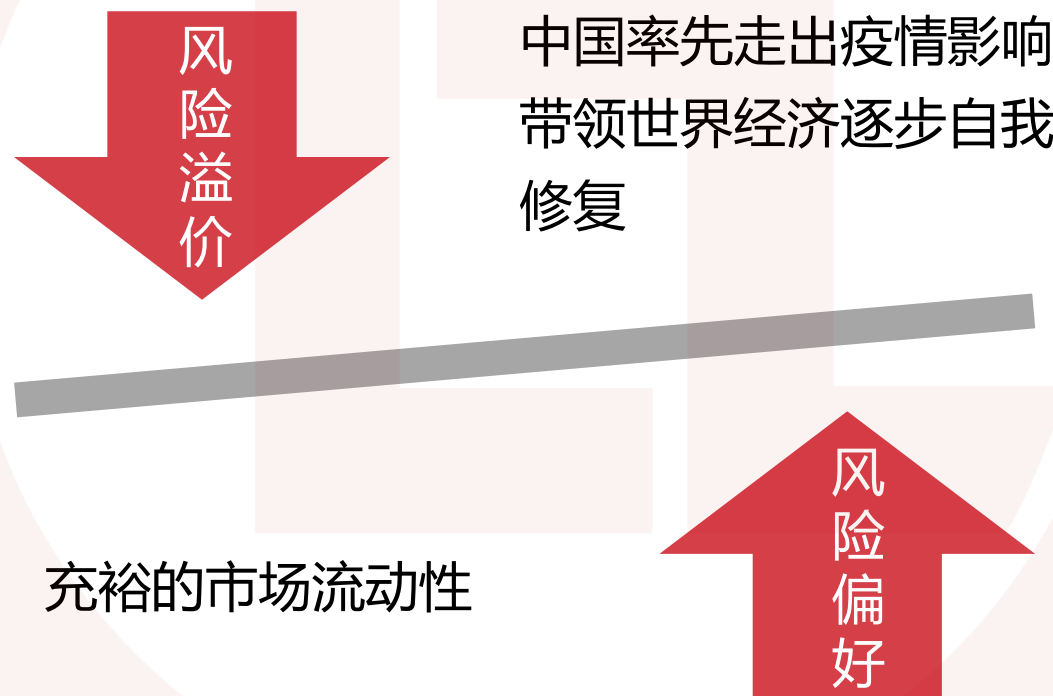 风险溢价
中国率先走出疫情影响
带领世界经济逐步自我
修复
充裕的市场流动性
风险偏好